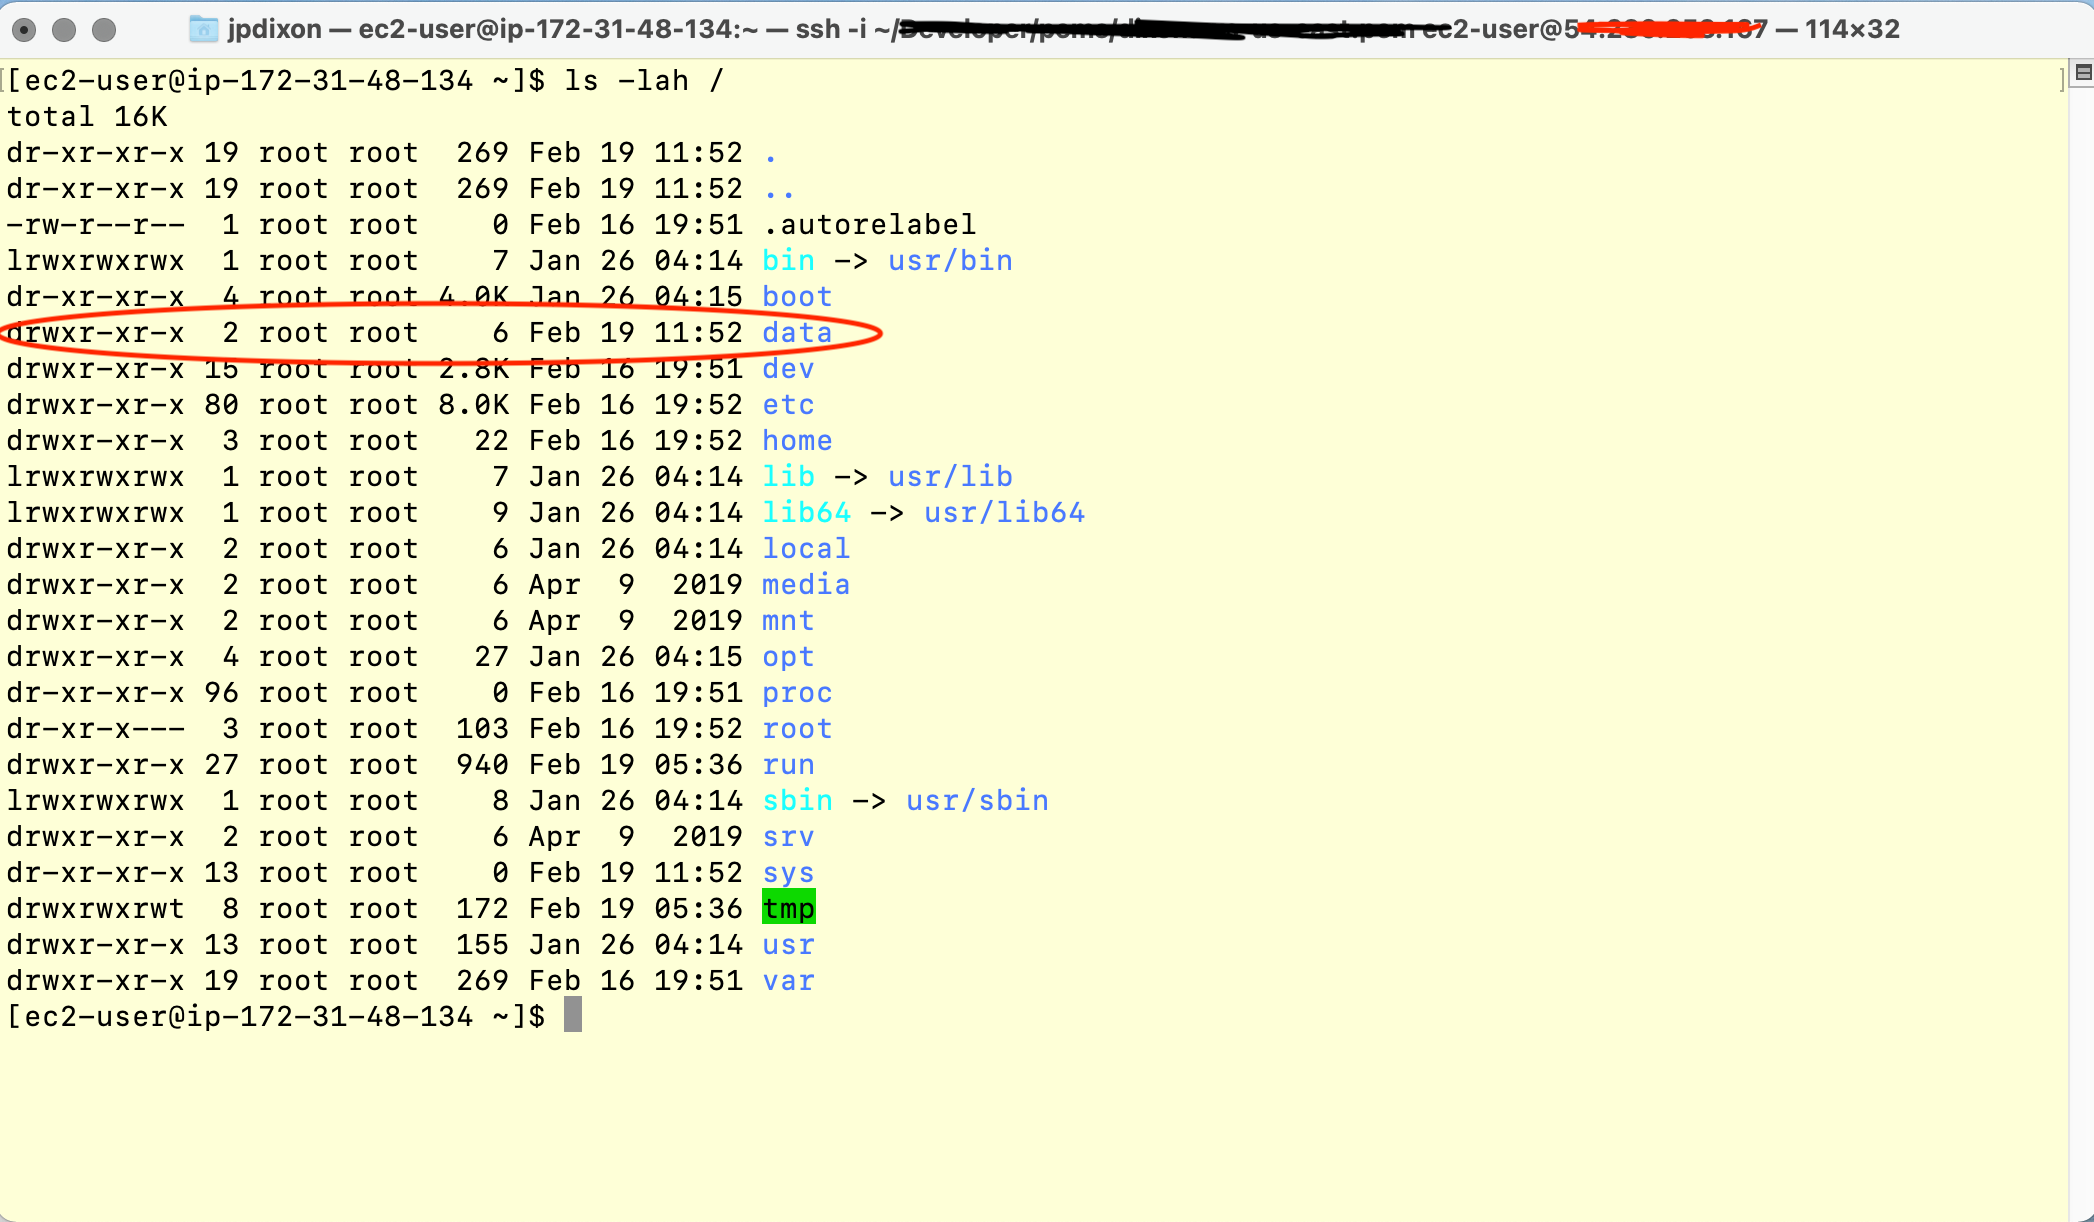 jpdixon — ec2-user@ip-172-31-48-134:~ — ssh -i ~/ ec2-user@ — 114×32
[ec2-user@ip-172-31-48-134 ~]$ ls -lah /
total 16K
dr-xr-xr-x 19 root root  269 Feb 19 11:52 .
dr-xr-xr-x 19 root root  269 Feb 19 11:52 ..
-rw-r--r--  1 root root    0 Feb 16 19:51 .autorelabel
lrwxrwxrwx  1 root root    7 Jan 26 04:14 bin -> usr/bin
dr-xr-xr-x  4 root root 4.0K Jan 26 04:15 boot
drwxr-xr-x  2 root root    6 Feb 19 11:52 data
drwxr-xr-x 15 root root 2.8K Feb 16 19:51 dev
drwxr-xr-x 80 root root 8.0K Feb 16 19:52 etc
drwxr-xr-x  3 root root   22 Feb 16 19:52 home
lrwxrwxrwx  1 root root    7 Jan 26 04:14 lib -> usr/lib
lrwxrwxrwx  1 root root    9 Jan 26 04:14 lib64 -> usr/lib64
drwxr-xr-x  2 root root    6 Jan 26 04:14 local
drwxr-xr-x  2 root root    6 Apr  9  2019 media
drwxr-xr-x  2 root root    6 Apr  9  2019 mnt
drwxr-xr-x  4 root root   27 Jan 26 04:15 opt
dr-xr-xr-x 96 root root    0 Feb 16 19:51 proc
dr-xr-x---  3 root root  103 Feb 16 19:52 root
drwxr-xr-x 27 root root  940 Feb 19 05:36 run
lrwxrwxrwx  1 root root    8 Jan 26 04:14 sbin -> usr/sbin
drwxr-xr-x  2 root root    6 Apr  9  2019 srv
dr-xr-xr-x 13 root root    0 Feb 19 11:52 sys
drwxrwxrwt  8 root root  172 Feb 19 05:36 tmp
drwxr-xr-x 13 root root  155 Jan 26 04:14 usr
drwxr-xr-x 19 root root  269 Feb 16 19:51 var
[ec2-user@ip-172-31-48-134 ~]$